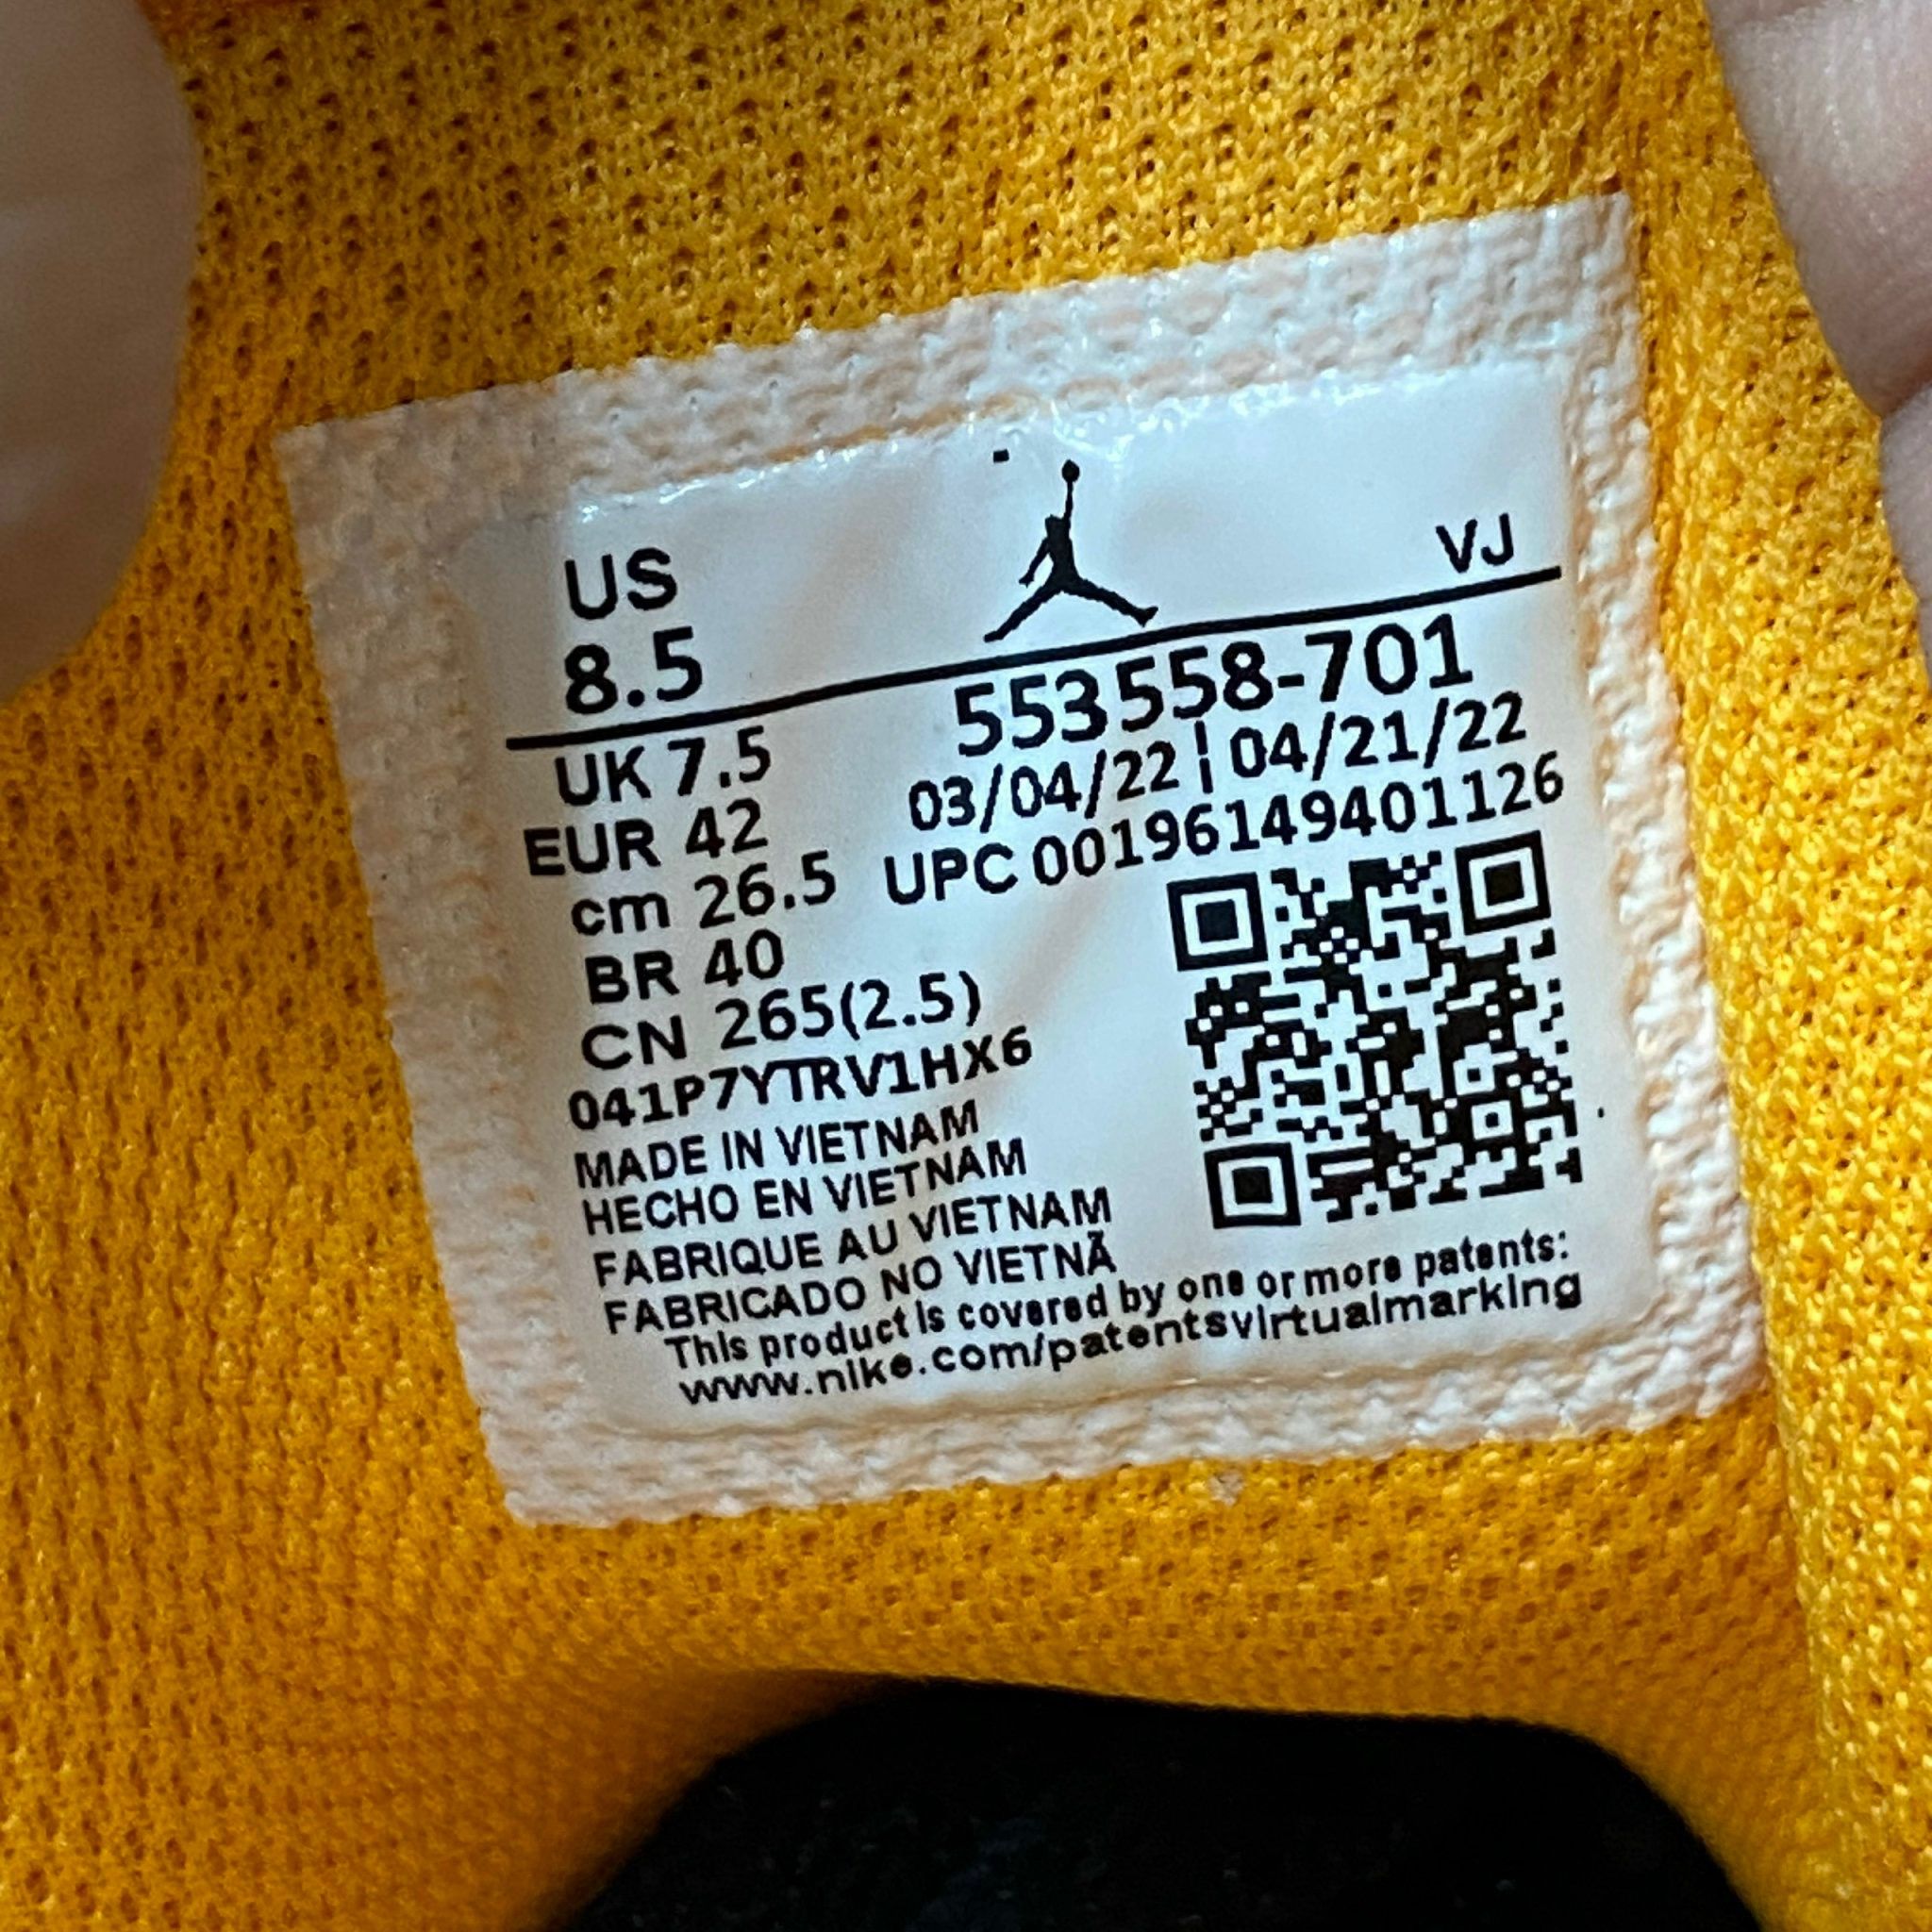 US
VJ
8.5
553558-701
UK 7.5
03/04/22 ¦ 04/21/22
EUR 42
UPC 00196149401126
cm 26.5
BR 40
CN 265(2.5)
041P7YTRV1HX6
MADE IN VIETNAM
HECHO EN VIETNAM
FABRIQUE AU VIETNAM
FABRICADO NO VIETNÃ
This product is covered by one or more patents:
www.nike.com/patentsvirtualmarking